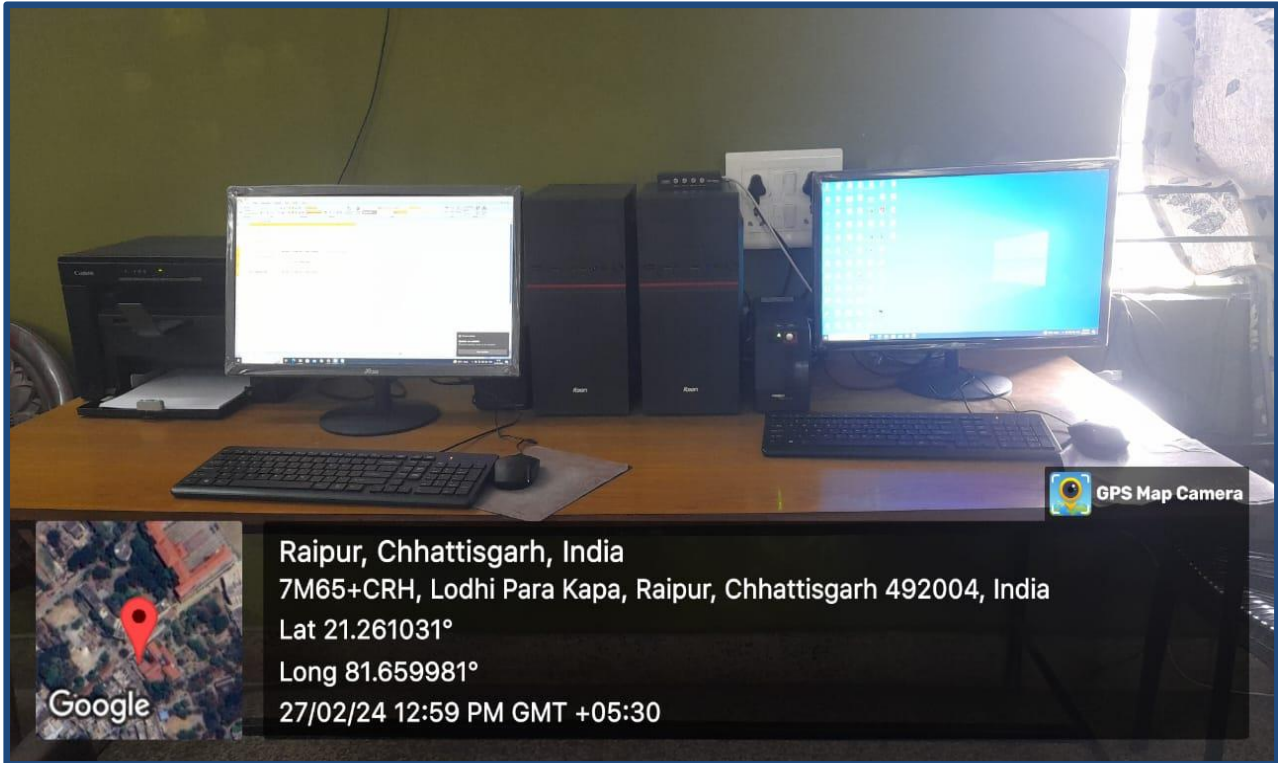 Canon
GPS Map Camera
Raipur, Chhattisgarh, India
7M65+CRH, Lodhi Para Kapa, Raipur, Chhattisgarh 492004, India
Lat 21.261031°
Long 81.659981°
27/02/24 12:59 PM GMT +05:30
Google